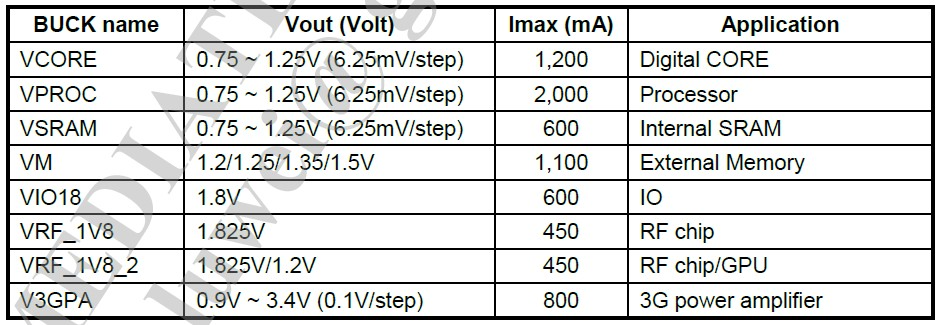 BUCK name Vout (Volt) Imax (mA) Application
VCORE 0.75 ~ 1.25V (6.25mV/step) 1,200 Digital CORE
VPROC 0.75 ~ 1.25V (6.25mV/step) 2,000 Processor
VSRAM 0.75 ~ 1.25V (6.25mV/step) 600 Internal SRAM
VM 1.2/1.25/1.35/1.5V 1,100 External Memory
VIO18 1.8V 600 IO
VRF_1V8 1.825V 450 RF chip
VRF_1V8_2 1.825V/1.2V 450 RF chip/GPU
V3GPA 0.9V ~ 3.4V (0.1V/step) 800 3G power amplifier
MEDIAT
luwei@g